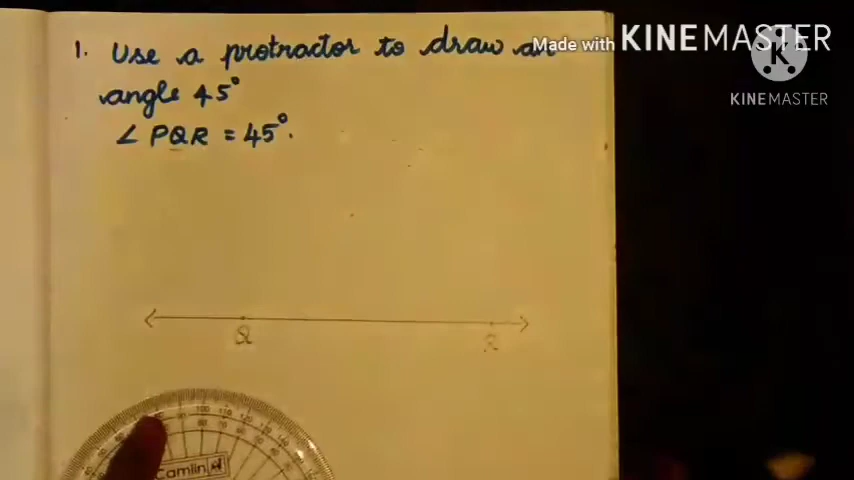 1. Use a protractor to draw an
angle 45°
∠ PQR = 45°.
Made with KINEMASTER
K
KINEMASTER
Q
R
Camlin